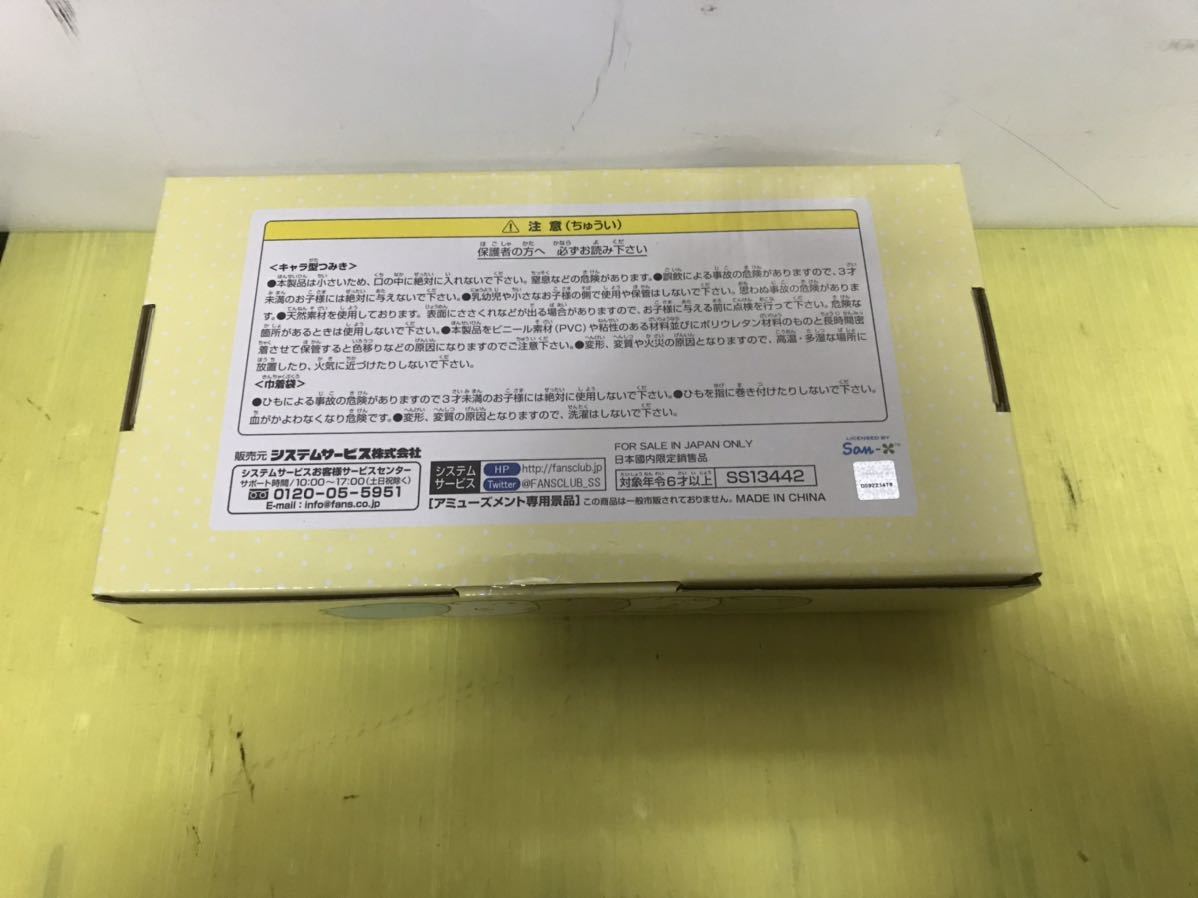 注 意(ちゅうい)
保護者の方へ 必ずお読み下さい
<キャラ型つみき>
●本製品は小さいため、口の中に絶対に入れないで下さい。窒息などの危険があります。●誤飲による事故の危険がありますので、3才
未満のお子様には絶対に与えないで下さい。●乳幼児や小さなお子様の側で使用や保管はしないで下さい。思わぬ事故の危険がありま
す。●天然素材を使用しております。表面にささくれなどが出る場合がありますので、お子様に与える前に点検を行って下さい。危険な
箇所があるときは使用しないで下さい。●本製品をビニール素材(PVC)や粘性のある材料並びにポリウレタン材料のものと長時間密
着させて保管すると色移りなどの原因になりますのでご注意下さい。●変形、変質や火災の原因となりますので、高温・多湿な場所に
放置したり、火気に近づけたりしないで下さい。
<巾着袋>
●ひもによる事故の危険がありますので3才未満のお子様には絶対に使用しないで下さい。●ひもを指に巻き付けたりしないで下さい。
血がかよわなくなり危険です。●変形、変質の原因となりますので、洗濯はしないで下さい。
販売元 システムサービス株式会社
システムサービスお客様サービスセンター
サポート時間/10:00~17:00(土日祝除く)
0120-05-5951
E-mail:info@fans.co.jp
システム
サービス
HP http://fansclub.jp
Twitter @FANSCLUB_SS
FOR SALE IN JAPAN ONLY
日本國内限定銷售品
対象年令6才以上 SS13442
【アミューズメント専用景品】この商品は一般市販されておりません。MADE IN CHINA
LICENSED BY
San-X